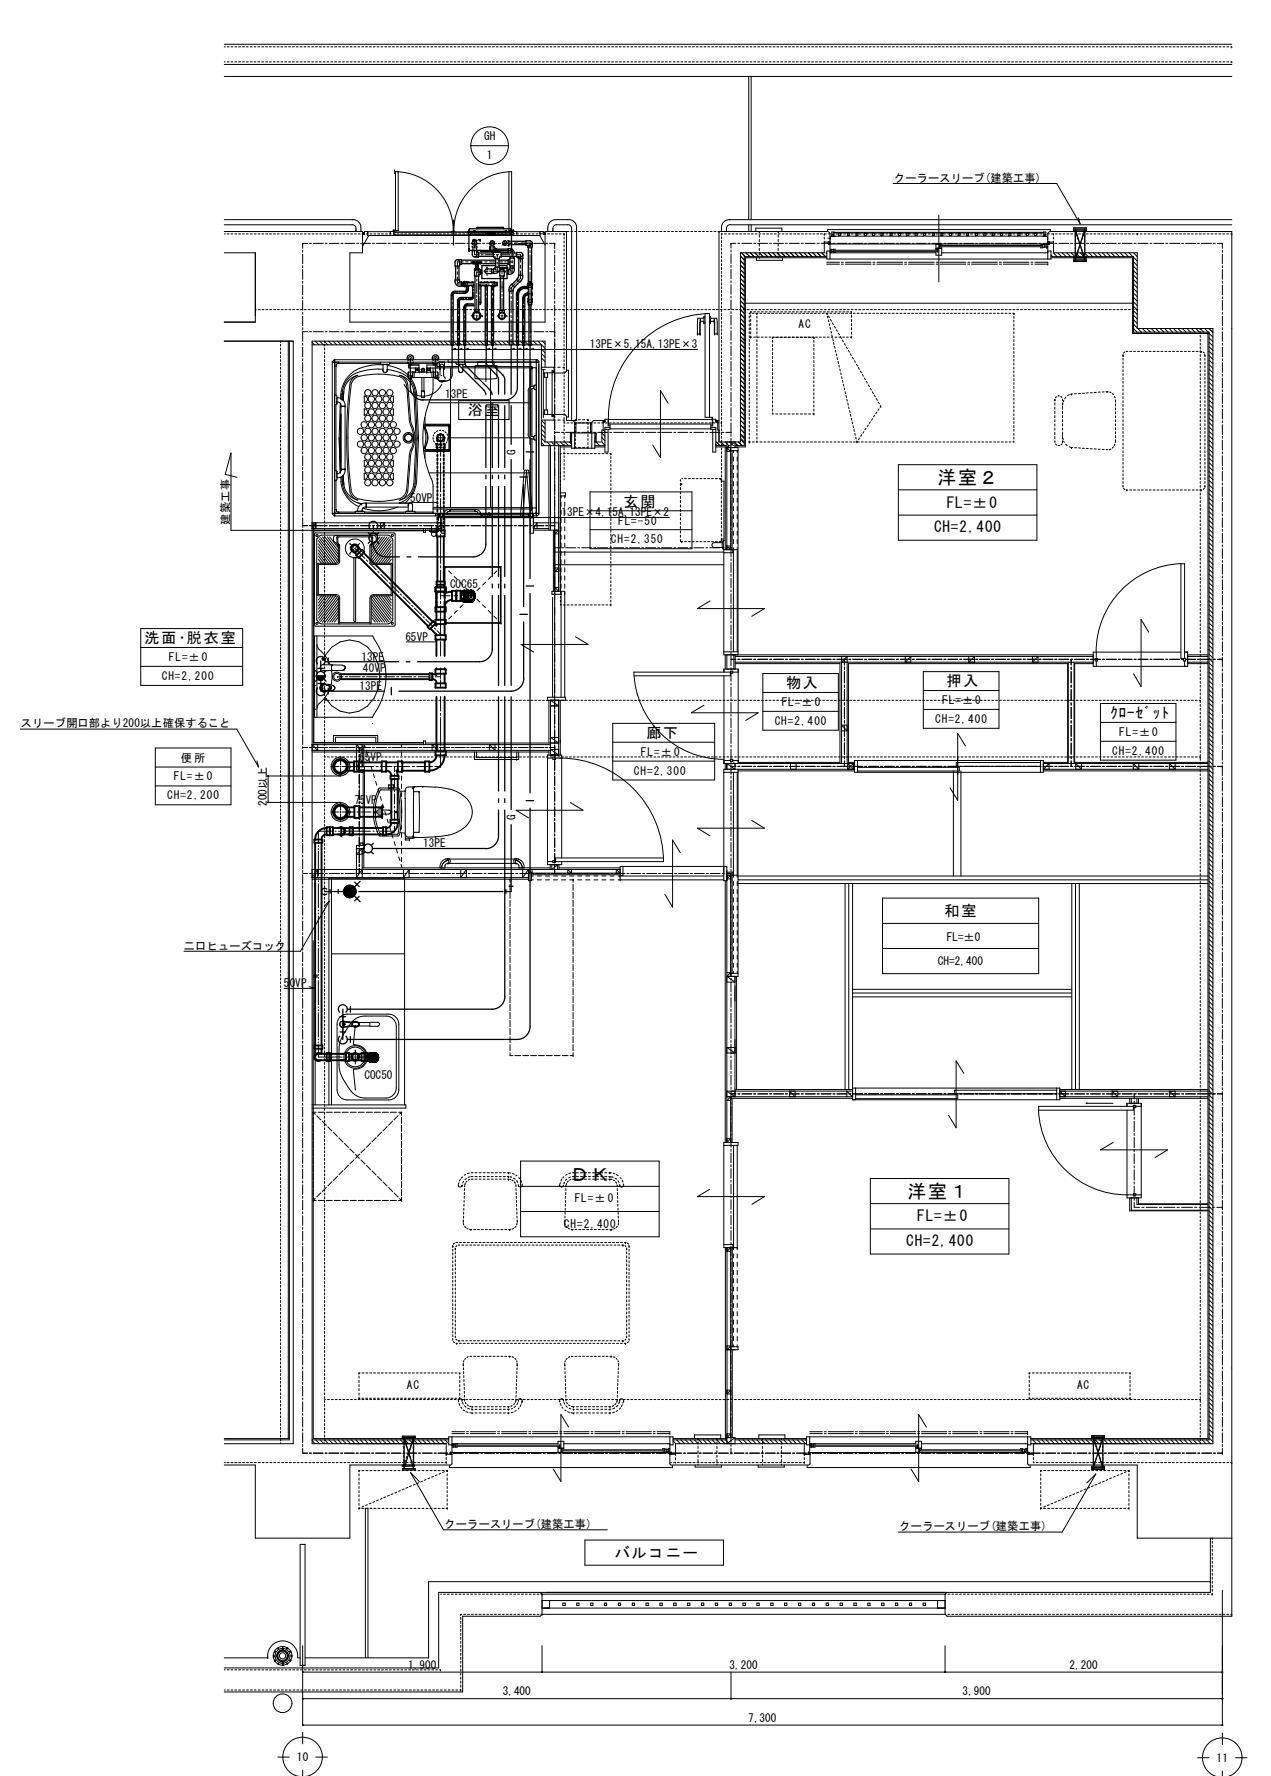 GH
1
クーラースリーブ(建築工事)
13PE×5,15A,13PE×3
AC
13PE
浴室
G
洋室2
FL=±0
CH=2,400
建築工事
50VP
玄関
13PE×4,15A,13PE×2
FL=-50
CH=2,350
COC65
洗面・脱衣室
FL=±0
CH=2,200
65VP
13PE
40VP
13PE
物入
FL=±0
CH=2,400
押入
FL=±0
CH=2,400
クローゼット
FL=±0
CH=2,400
スリーブ開口部より200以上確保すること
廊下
FL=±0
CH=2,300
便所
FL=±0
CH=2,200
200以上
75VP
G
13PE
和室
FL=±0
CH=2,400
二口ヒューズコック
50VP
COC50
DK
FL=±0
CH=2,400
洋室1
FL=±0
CH=2,400
AC
AC
クーラースリーブ(建築工事)
クーラースリーブ(建築工事)
バルコニー
1,900
3,200
2,200
3,400
3,900
7,300
10
11